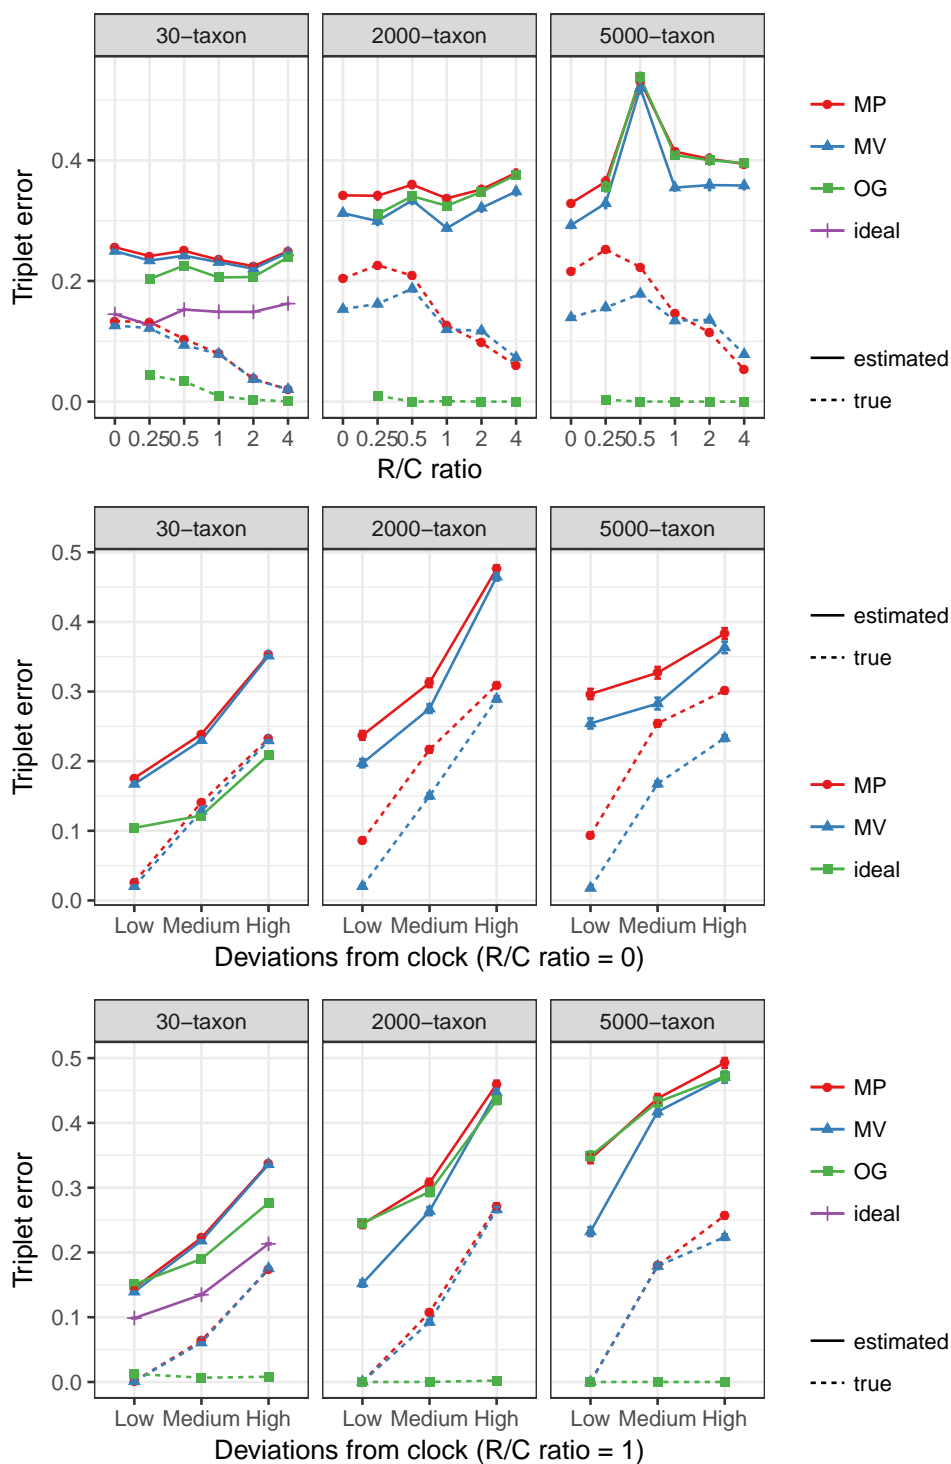 30−taxon 2000−taxon 5000−taxon
Triplet error
0.4
0.2
0.0
0 0.25 0.5 1 2 4 0 0.25 0.5 1 2 4 0 0.25 0.5 1 2 4
R/C ratio
MP
MV
OG
ideal
estimated
true
30−taxon 2000−taxon 5000−taxon
Triplet error
0.5
0.4
0.3
0.2
0.1
0.0
Low Medium High Low Medium High Low Medium High
Deviations from clock (R/C ratio = 0)
estimated
true
MP
MV
ideal
30−taxon 2000−taxon 5000−taxon
Triplet error
0.5
0.4
0.3
0.2
0.1
0.0
Low Medium High Low Medium High Low Medium High
Deviations from clock (R/C ratio = 1)
MP
MV
OG
ideal
estimated
true